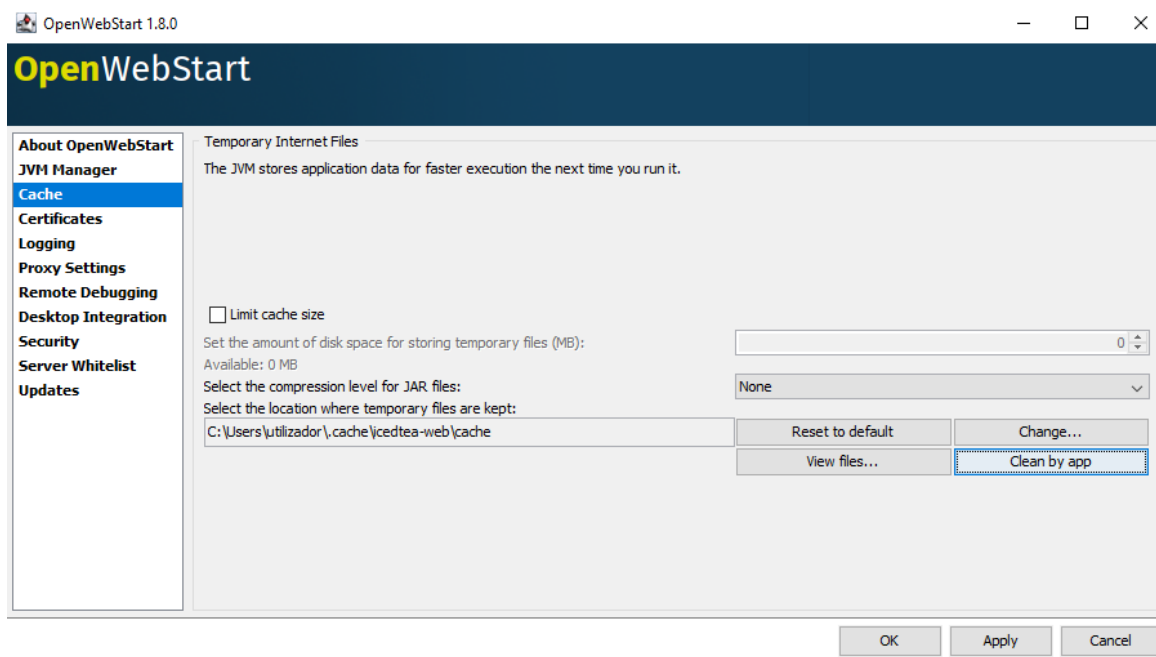 OpenWebStart 1.8.0
OpenWebStart
About OpenWebStart
JVM Manager
Cache
Certificates
Logging
Proxy Settings
Remote Debugging
Desktop Integration
Security
Server Whitelist
Updates
Temporary Internet Files
The JVM stores application data for faster execution the next time you run it.
Limit cache size
Set the amount of disk space for storing temporary files (MB):
0
Available: 0 MB
Select the compression level for JAR files:
None
Select the location where temporary files are kept:
C:\Users\utilizador\.cache\icedtea-web\cache
Reset to default
Change...
View files...
Clean by app
OK
Apply
Cancel